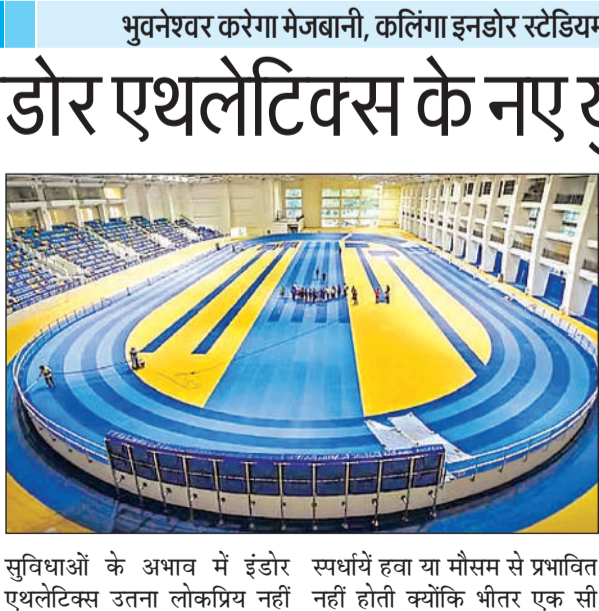 भुवनेश्वर करेगा मेजबानी, कलिंगा इनडोर स्टेडियम
डोर एथलेटिक्स के नए
सुविधाओं के अभाव में इंडोर
एथलेटिक्स उतना लोकप्रिय नहीं
स्पर्धायें हवा या मौसम से प्रभावित
नहीं होती क्योंकि भीतर एक सी